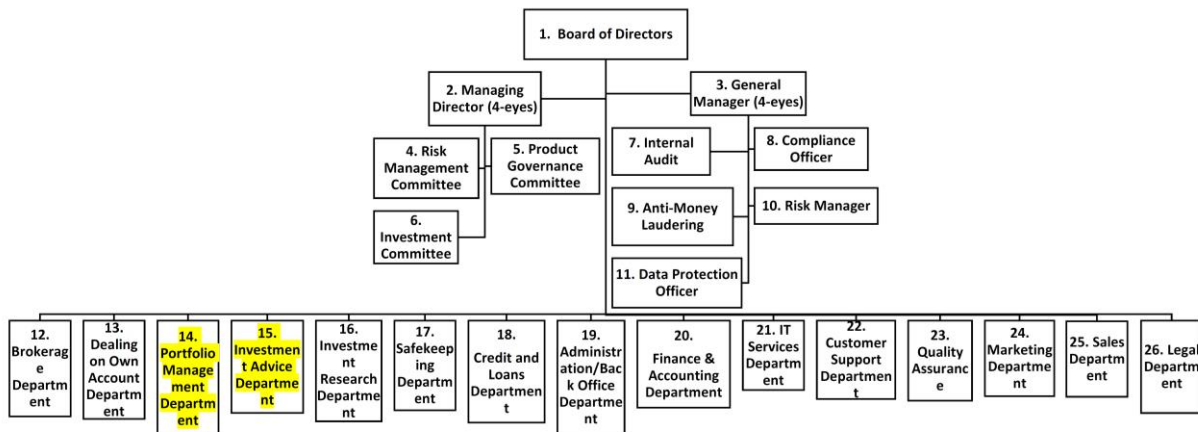 1. Board of Directors
2. Managing
Director (4-eyes)
3. General
Manager (4-eyes)
4. Risk
Management
Committee
5. Product
Governance
Committee
6.
Investment
Committee
7. Internal
Audit
8. Compliance
Officer
9. Anti-Money
Laudering
10. Risk Manager
11. Data Protection
Officer
12.
Brokerag
e
Departm
ent
13.
Dealing
on Own
Account
Departm
ent
14.
Portfolio
Manage
ment
Departm
ent
15.
Investmen
t Advice
Departme
nt
16.
Investme
nt
Research
Departm
ent
17.
Safekeep
ing
Departm
ent
18.
Credit and
Loans
Departmen
t
19.
Administr
ation/Bac
k Office
Departme
nt
20.
Finance &
Accounting
Department
21. IT
Services
Departm
ent
22.
Customer
Support
Departmen
t
23.
Quality
Assuranc
e
24.
Marketing
Departme
nt
25. Sales
Departm
ent
26. Legal
Departm
ent